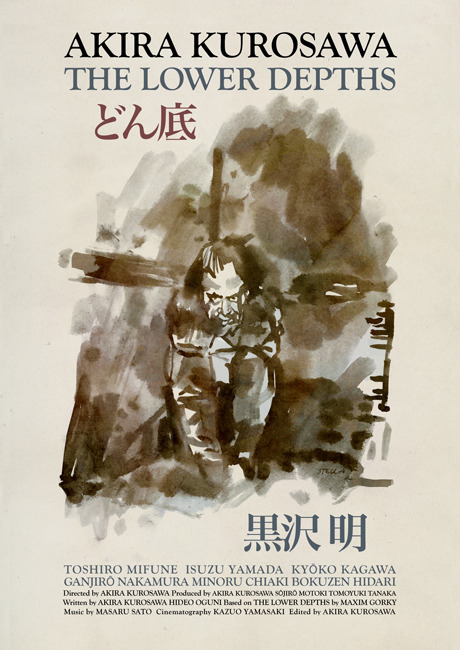 AKIRA KUROSAWA
THE LOWER DEPTHS
どん底
黒沢 明
TOSHIRO MIFUNE ISUZU YAMADA KYŌKO KAGAWA
GANJIRŌ NAKAMURA MINORU CHIAKI BOKUZEN HIDARI
Directed by AKIRA KUROSAWA Produced by AKIRA KUROSAWA SŌJIRŌ MOTOKI TOMOYUKI TANAKA
Written by AKIRA KUROSAWA HIDEO OGUNI Based on THE LOWER DEPTHS by MAXIM GORKY
Music by MASARU SATO Cinematography KAZUO YAMASAKI Edited by AKIRA KUROSAWA